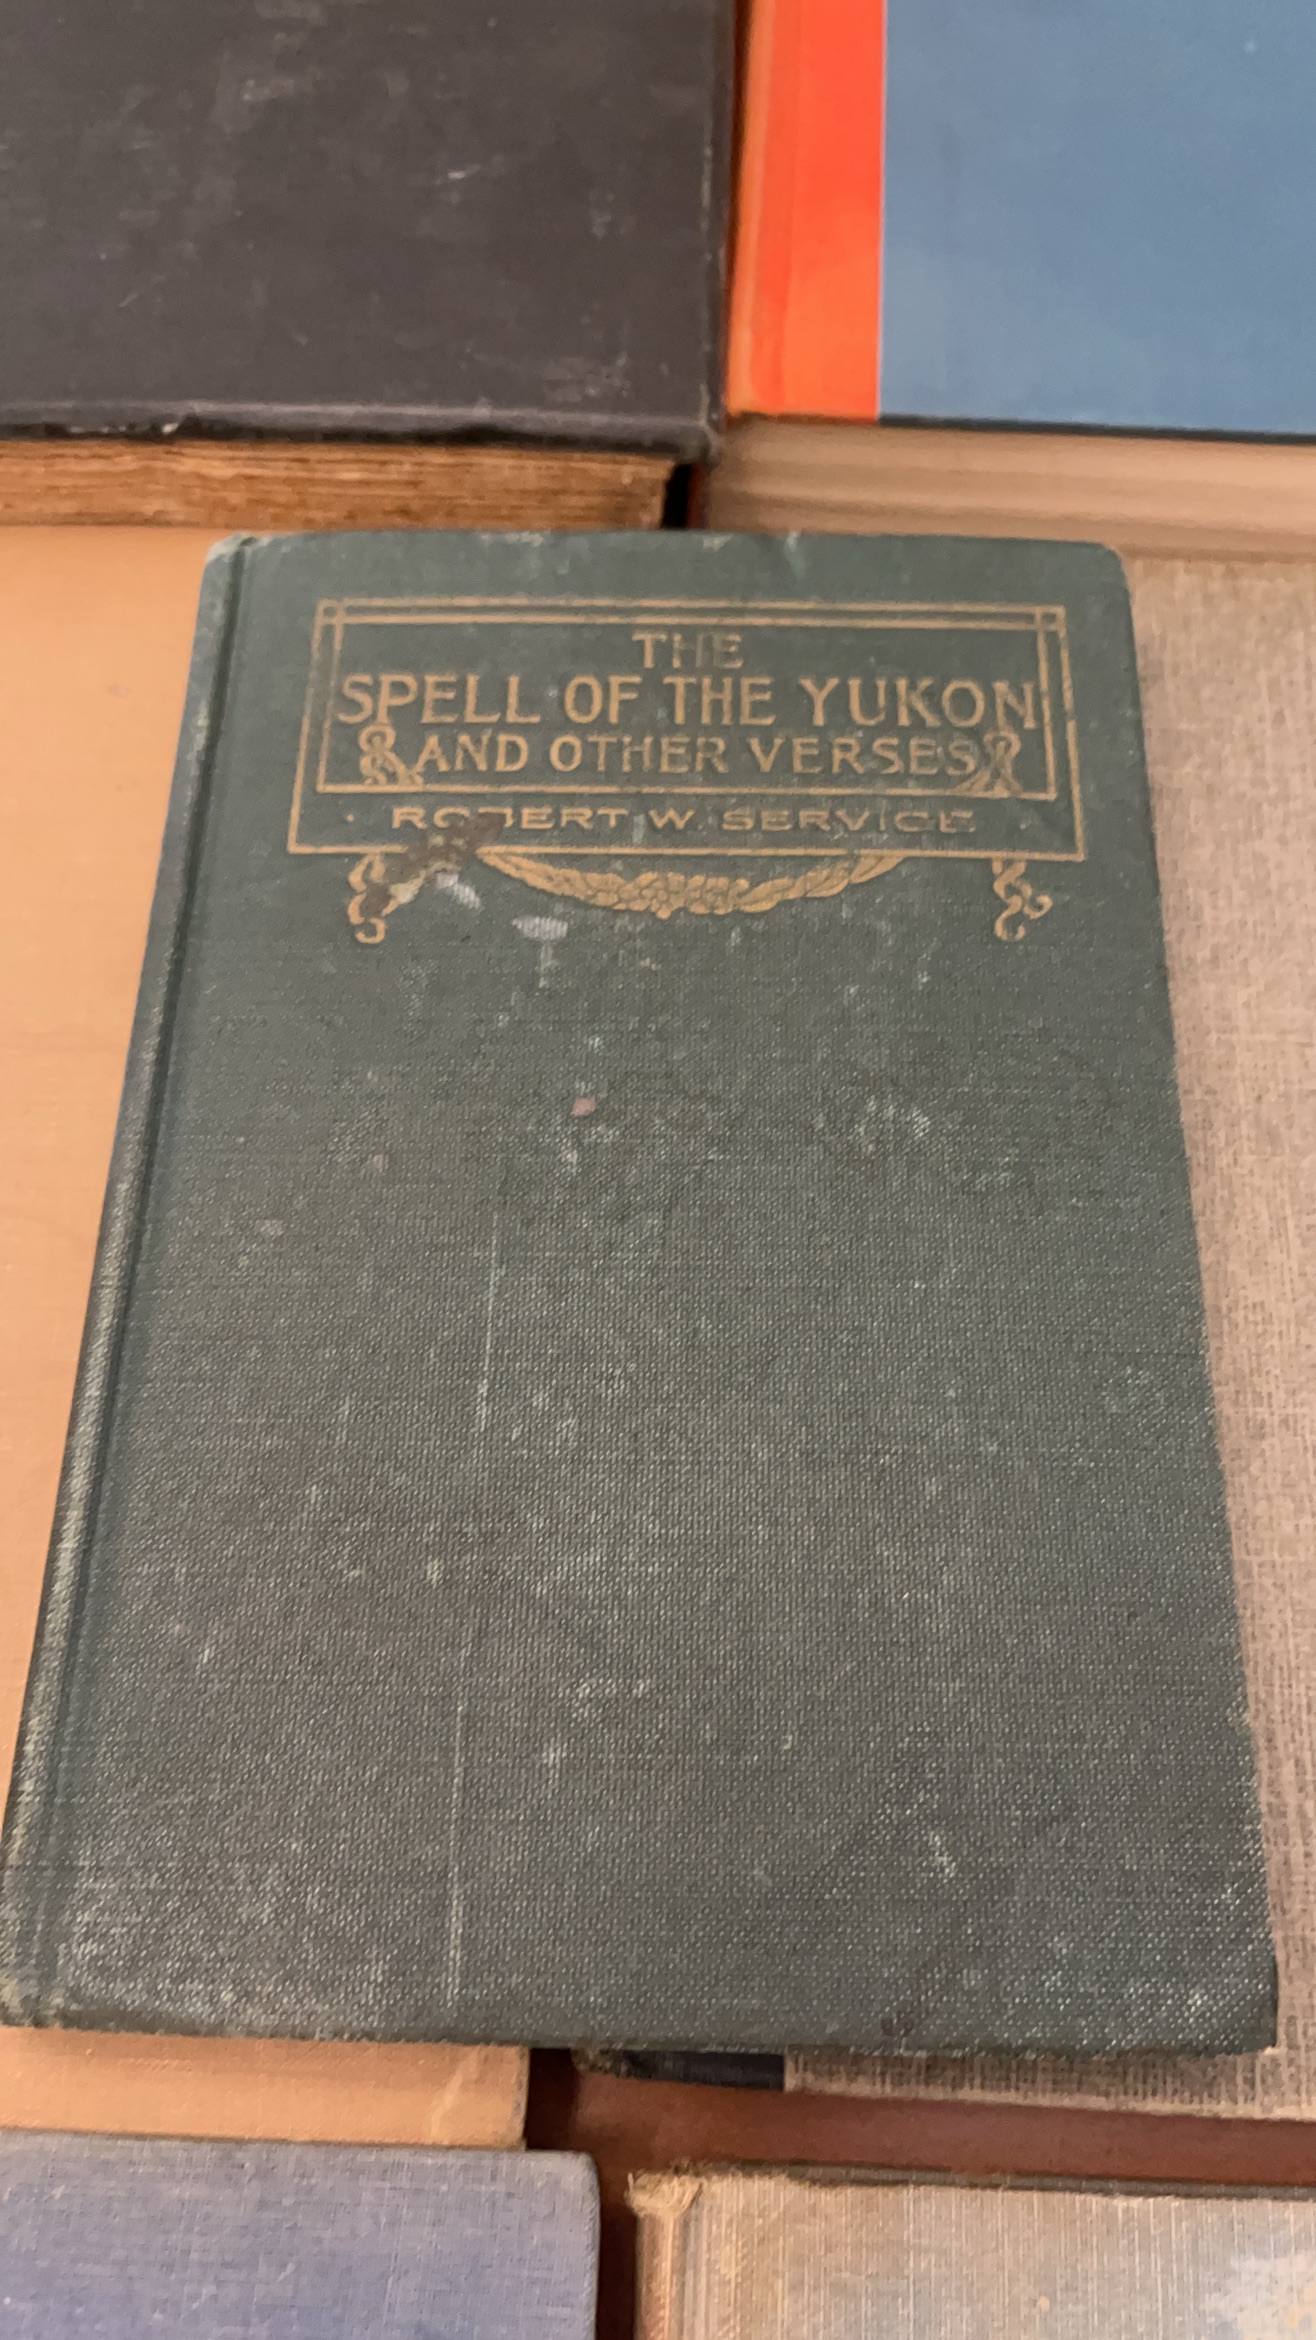 THE
SPELL OF THE YUKON
AND OTHER VERSES
ROBERT W. SERVICE